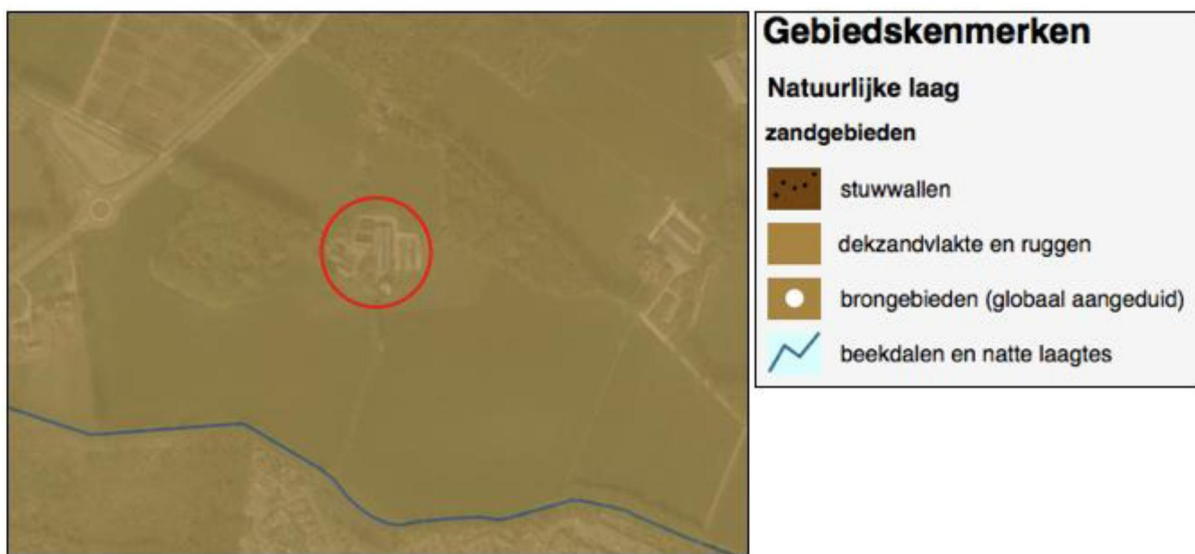 Gebiedskenmerken
Natuurlijke laag
zandgebieden
stuwwallen
dekzandvlakte en ruggen
brongebieden (globaal aangeduid)
beekdalen en natte laagtes